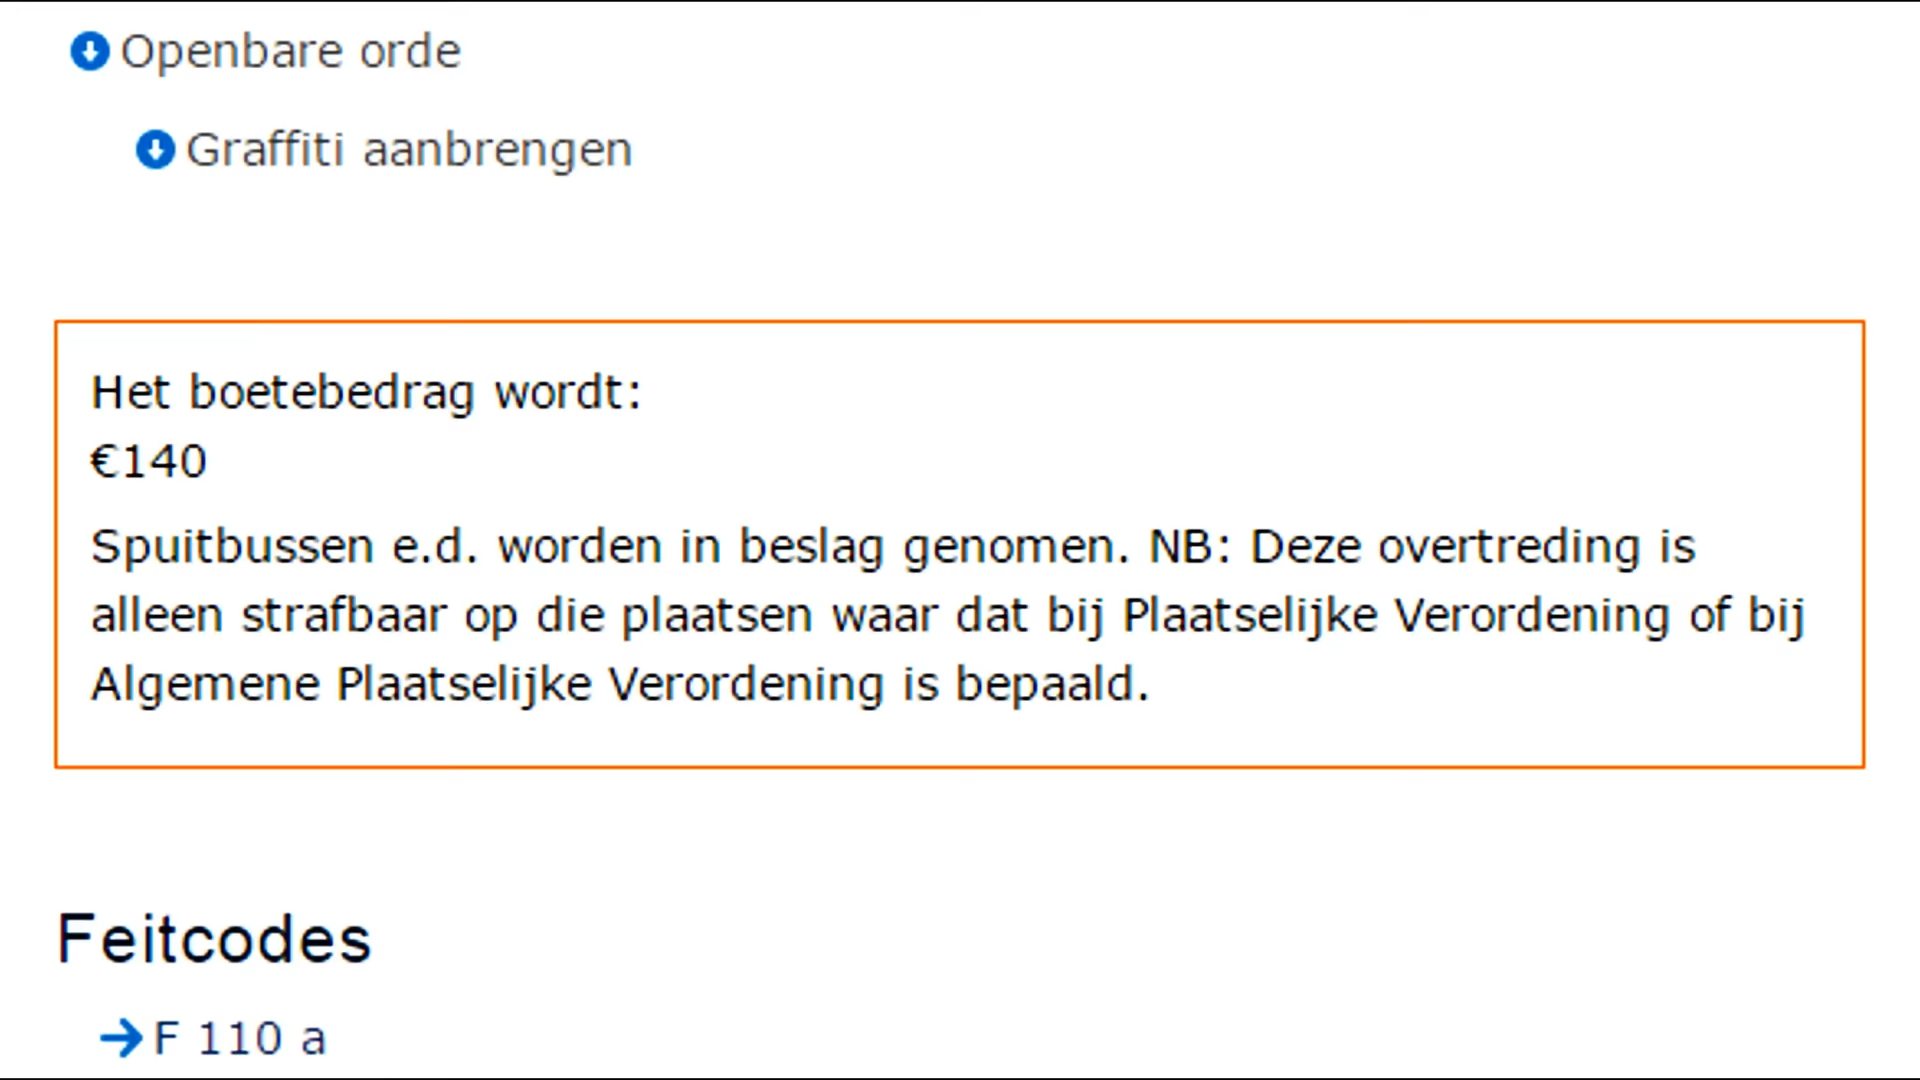 Openbare orde
Graffiti aanbrengen
Het boetebedrag wordt:
€140
Spuitbussen e.d. worden in beslag genomen. NB: Deze overtreding is
alleen strafbaar op die plaatsen waar dat bij Plaatselijke Verordening of bij
Algemene Plaatselijke Verordening is bepaald.
Feitcodes
F 110 a